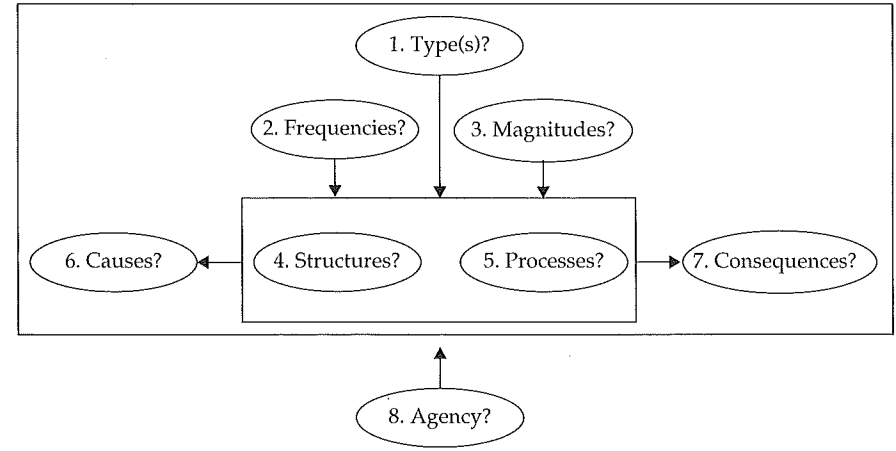 1. Type(s)?
2. Frequencies?
3. Magnitudes?
6. Causes?
4. Structures?
5. Processes?
7. Consequences?
8. Agency?